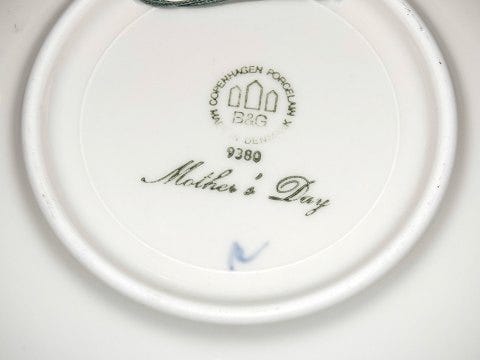 COPENHAGEN PORCELAIN
B&G
DENMARK
9380
Mother's Day